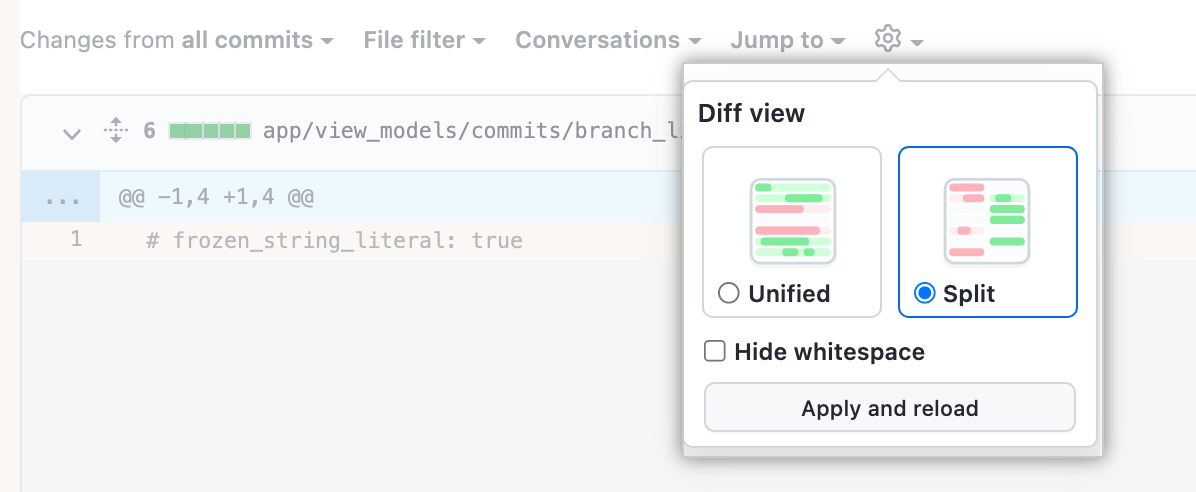 Changes from all commits File filter Conversations Jump to
Diff view
6 app/view_models/commits/branch_l
... @@ -1,4 +1,4 @@
1 # frozen_string_literal: true
Unified Split
Hide whitespace
Apply and reload